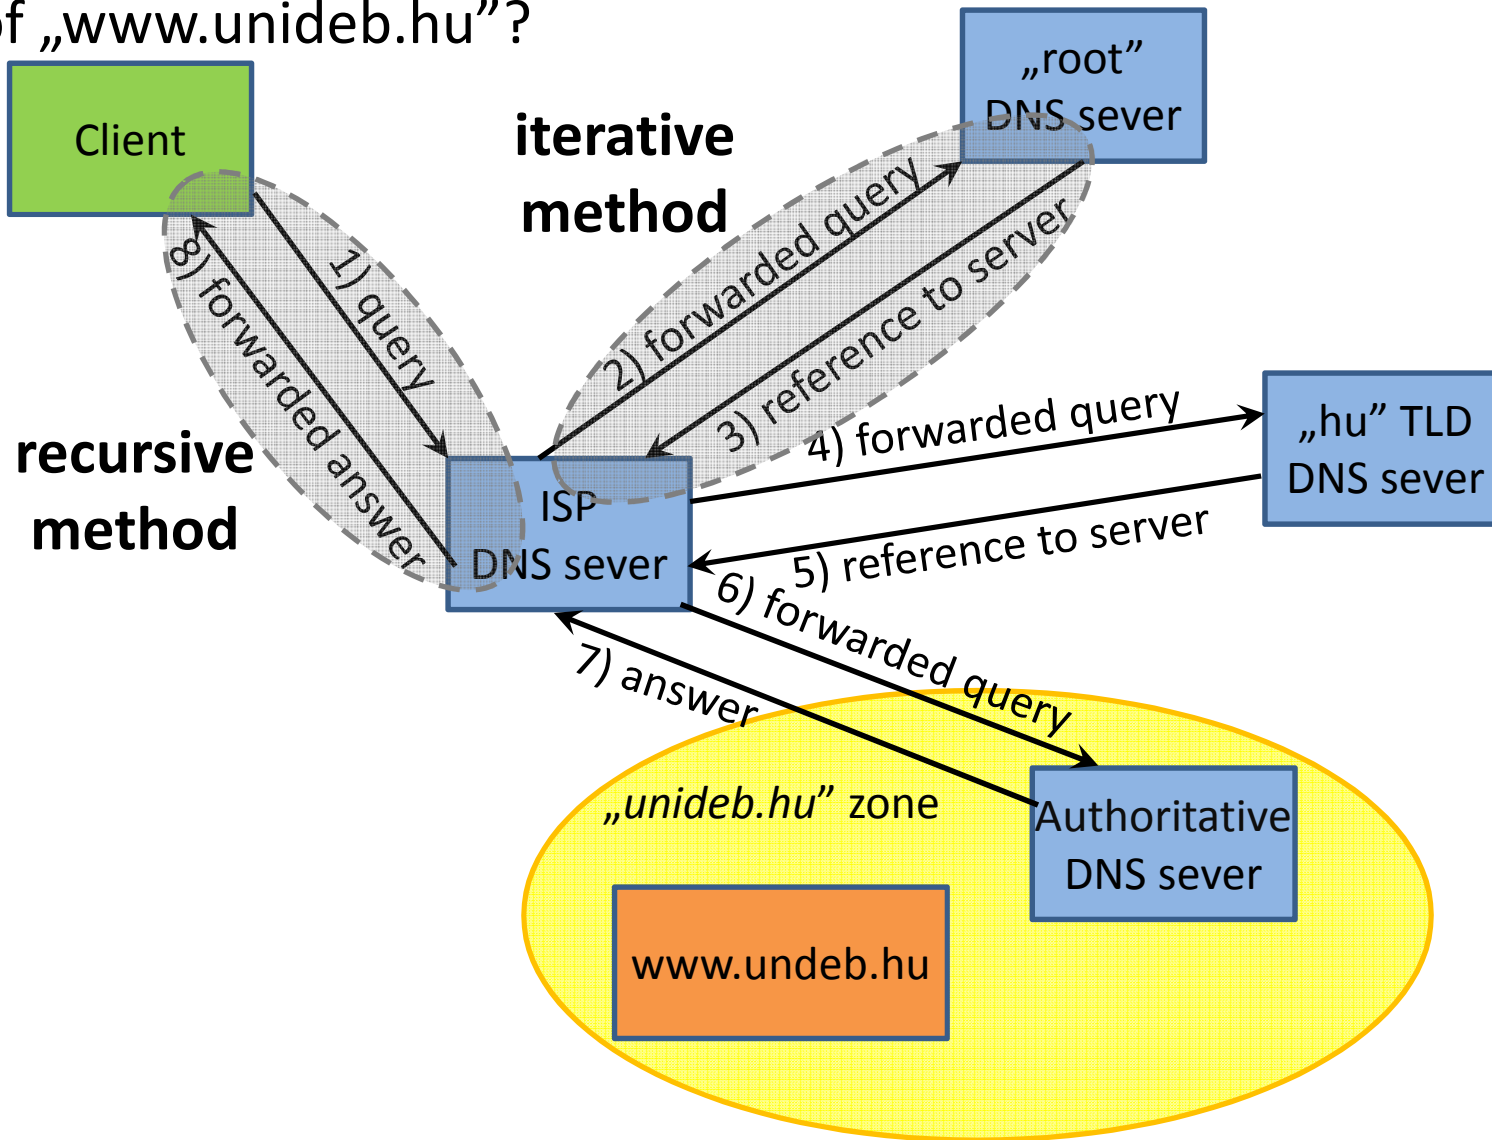 of „www.unideb.hu”?
Client
iterative
method
„root”
DNS sever
1) query
8) forwarded answer
2) forwarded query
3) reference to server
recursive
method
ISP
DNS sever
4) forwarded query
5) reference to server
„hu” TLD
DNS sever
6) forwarded query
7) answer
„unideb.hu” zone
Authoritative
DNS sever
www.undeb.hu